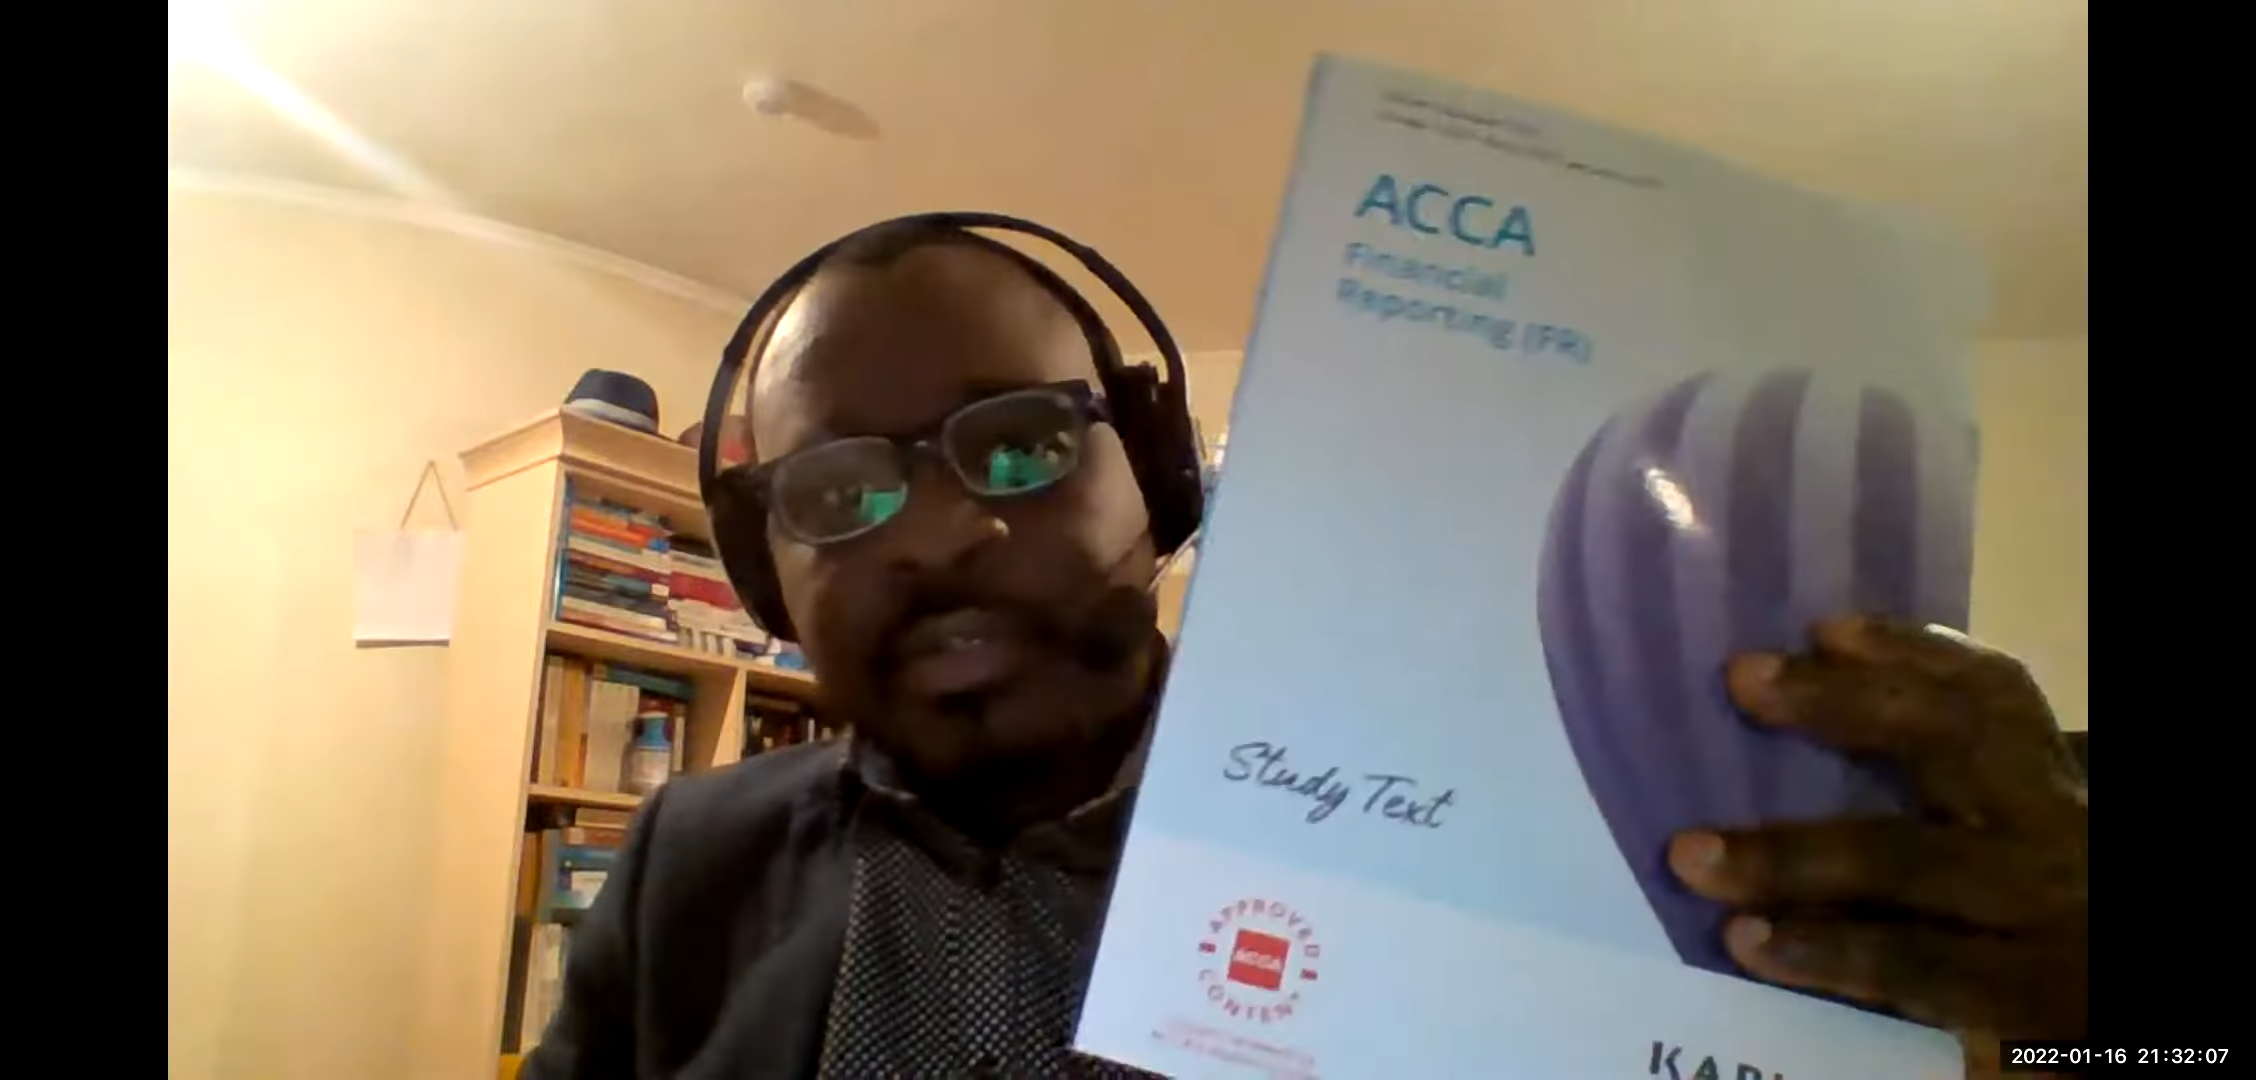 ACCA
Financial
Reporting (FR)
Study Text
APPROVED
ACCA
CONTENT
2022-01-16 21:32:07